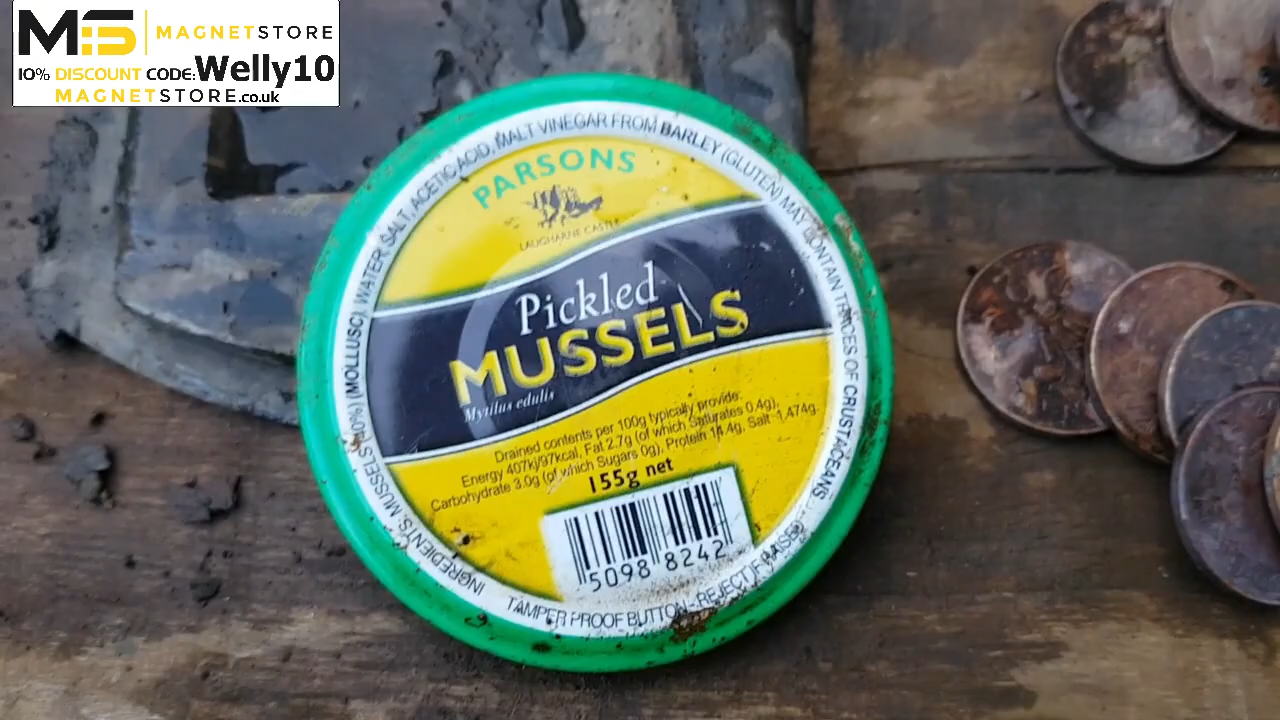 MS MAGNETSTORE
10% DISCOUNT CODE:Welly10
MAGNETSTORE.co.uk
PARSONS
LAUGHARNE CASTLE
Pickled
MUSSELS
Mytilus edulis
Drained contents per 100g typically provide:
Energy 407kj/97kcal, Fat 2.7g (of which Saturates 0.4g),
Carbohydrate 3.0g (of which Sugars 0g), Protein 14.4g, Salt 1.474g.
155g net
5098 8242
INGREDIENTS, MUSSELS (MOLLUSC), WATER SALT, ACETIC ACID, MALT VINEGAR FROM BARLEY (GLUTEN) MAY CONTAIN TRACES OF CRUSTACEANS
TAMPER PROOF BUTTON - REJECT IF RAISED